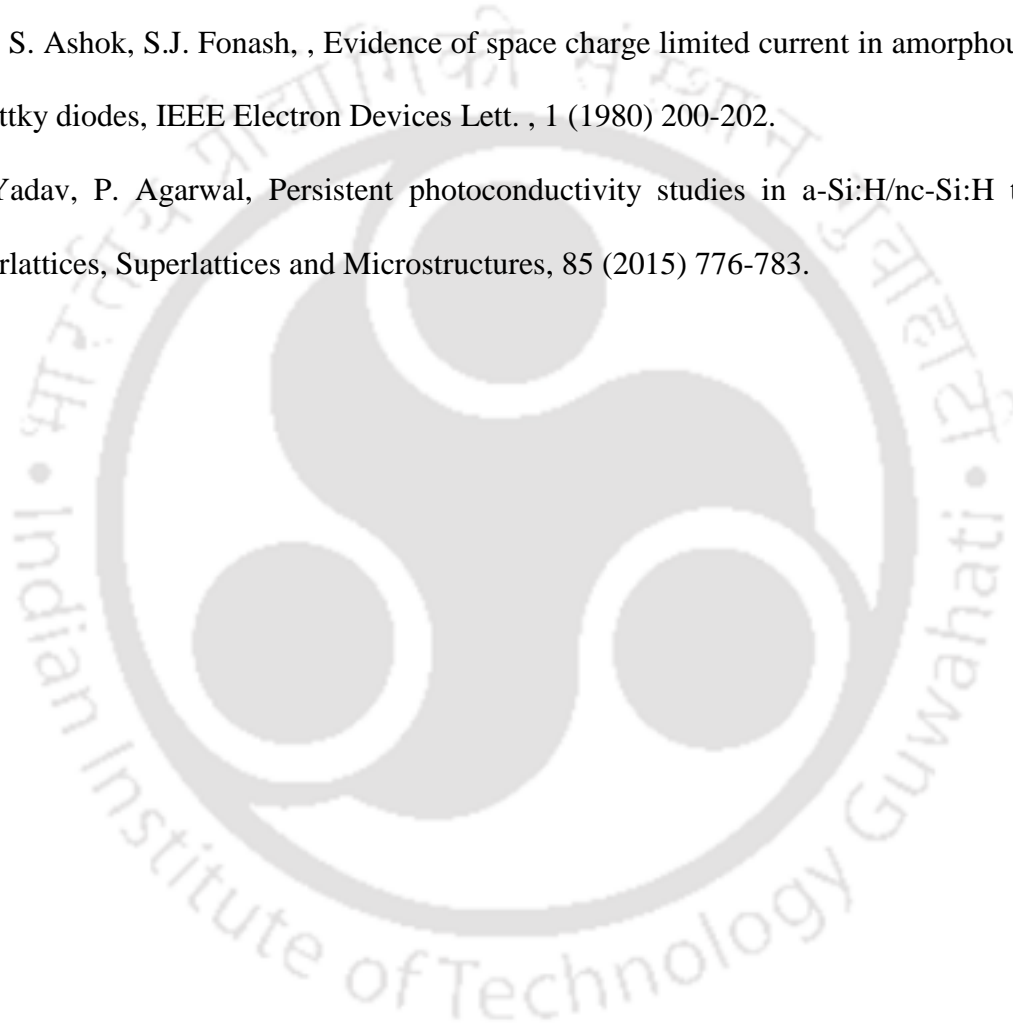 S. Ashok, S.J. Fonash, , Evidence of space charge limited current in amorphou
ttky diodes, IEEE Electron Devices Lett. , 1 (1980) 200-202.
Yadav, P. Agarwal, Persistent photoconductivity studies in a-Si:H/nc-Si:H t
rlattices, Superlattices and Microstructures, 85 (2015) 776-783.
भारतीय प्रौद्योगिकी संस्थान गुवाहाटी
Indian Institute of Technology Guwahati